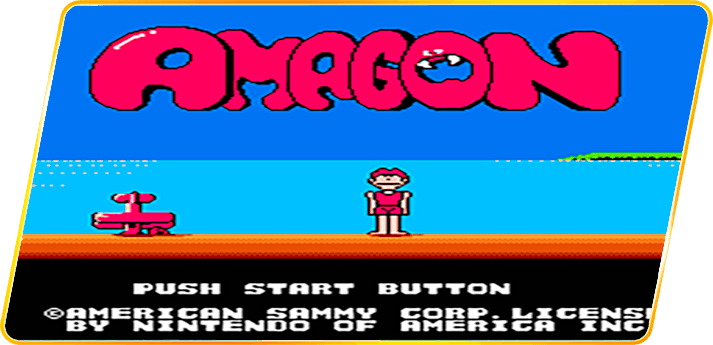 AMAGON
PUSH START BUTTON
©AMERICAN SAMMY CORP. LICENS
BY NINTENDO OF AMERICA INC